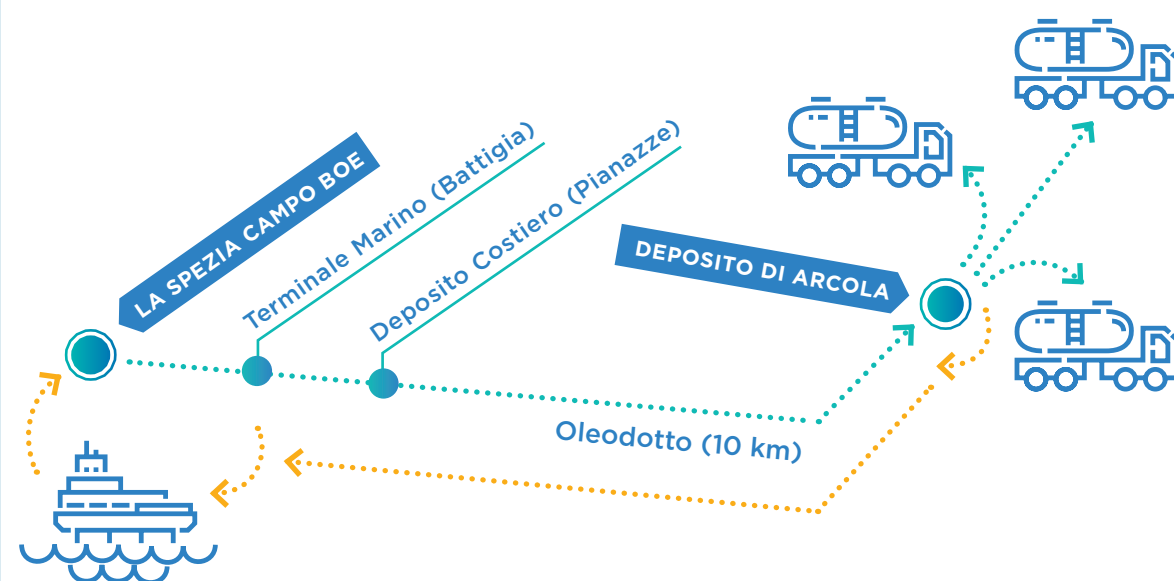 LA SPEZIA CAMPO BOE
Terminale Marino (Battigia)
Deposito Costiero (Pianazze)
DEPOSITO DI ARCOLA
Oleodotto (10 km)